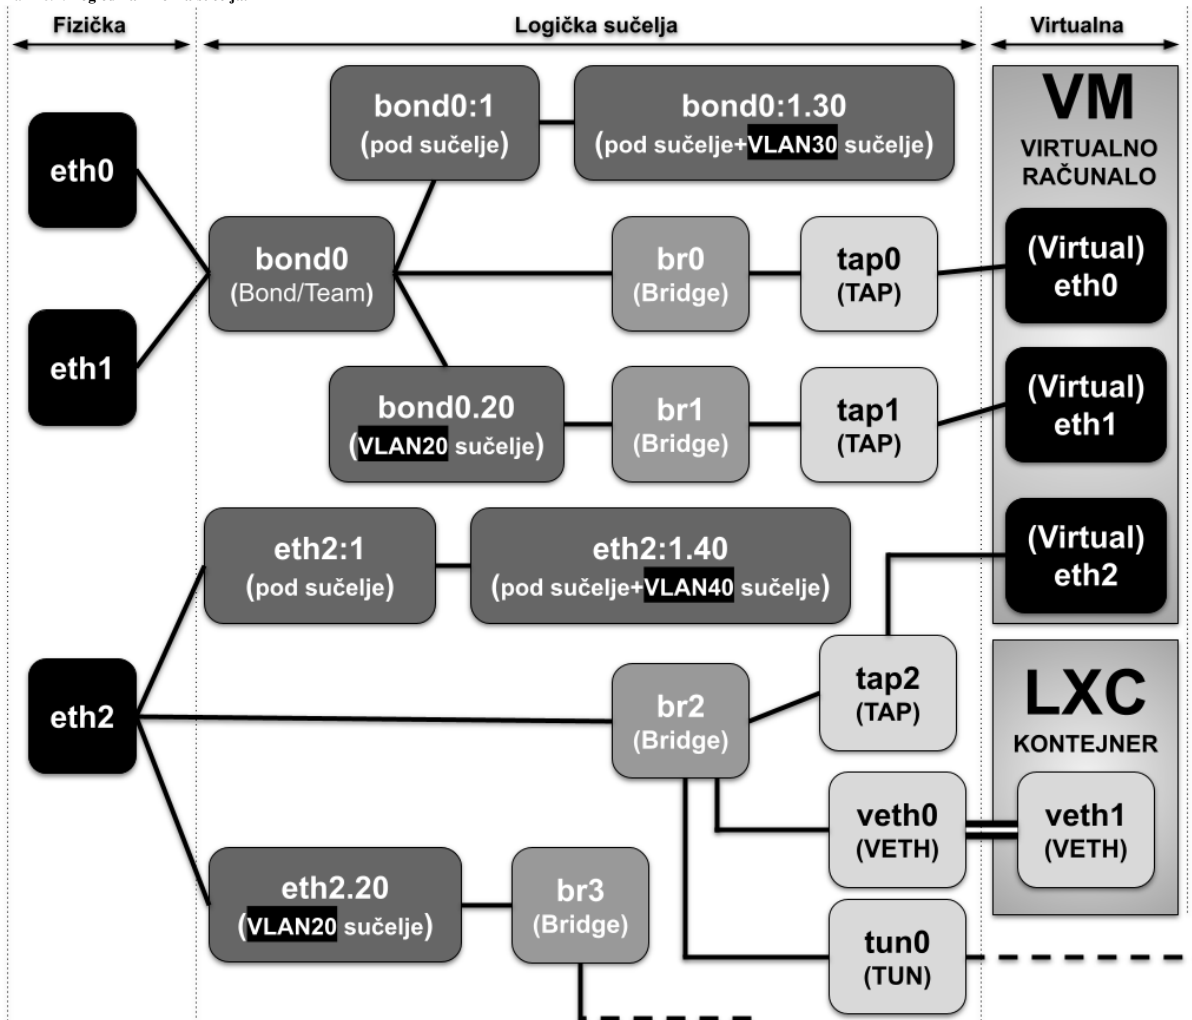 Fizička
Logička sučelja
Virtualna
bond0:1
(pod sučelje)
bond0:1.30
(pod sučelje+VLAN30 sučelje)
VM
VIRTUALNO
RAČUNALO
eth0
bond0
(Bond/Team)
br0
(Bridge)
tap0
(TAP)
(Virtual)
eth0
eth1
bond0.20
(VLAN20 sučelje)
br1
(Bridge)
tap1
(TAP)
(Virtual)
eth1
eth2:1
(pod sučelje)
eth2:1.40
(pod sučelje+VLAN40 sučelje)
(Virtual)
eth2
eth2
br2
(Bridge)
tap2
(TAP)
LXC
KONTEJNER
veth0
(VETH)
veth1
(VETH)
eth2.20
(VLAN20 sučelje)
br3
(Bridge)
tun0
(TUN)